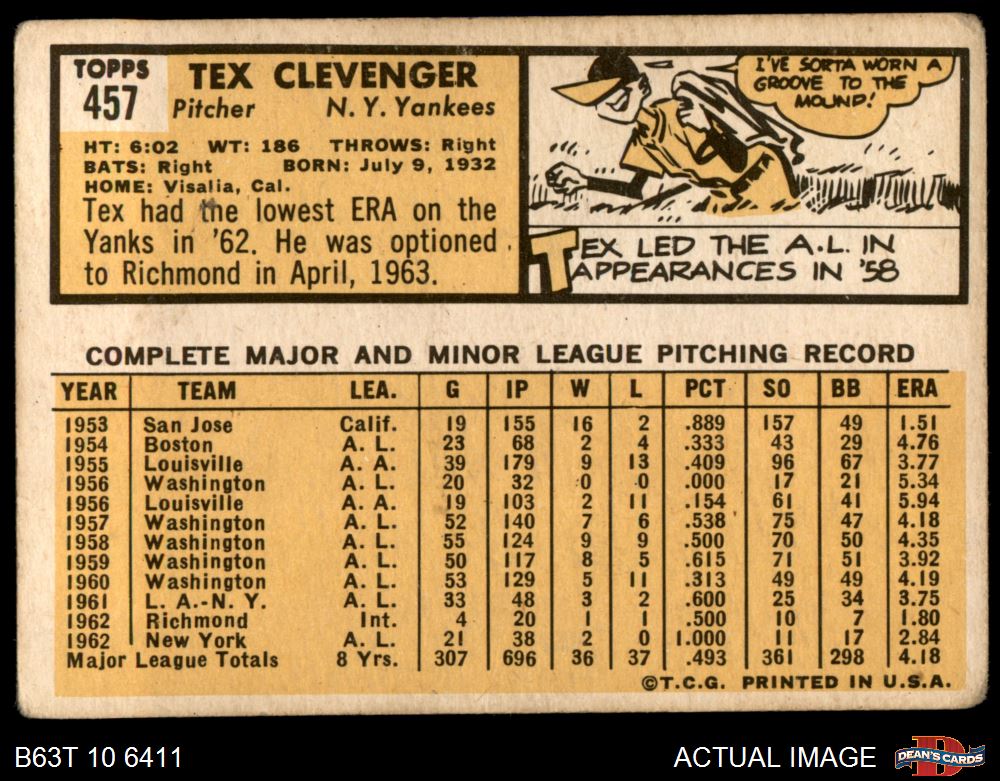 TOPPS
457
TEX CLEVENGER
Pitcher N. Y. Yankees
HT: 6:02 WT: 186 THROWS: Right
BATS: Right BORN: July 9, 1932
HOME: Visalia, Cal.
Tex had the lowest ERA on the
Yanks in '62. He was optioned
to Richmond in April, 1963.
I'VE SORTA WORN A
GROOVE TO THE
MOUND!
TEX LED THE A.L. IN
APPEARANCES IN '58
COMPLETE MAJOR AND MINOR LEAGUE PITCHING RECORD
YEAR TEAM LEA. G IP W L PCT SO BB ERA
1953 San Jose Calif. 19 155 16 2 .889 157 49 1.51
1954 Boston A. L. 23 68 2 4 .333 43 29 4.76
1955 Louisville A. A. 39 179 9 13 .409 96 67 3.77
1956 Washington A. L. 20 32 0 0 .000 17 21 5.34
1956 Louisville A. A. 19 103 2 11 .154 61 41 5.94
1957 Washington A. L. 52 140 7 6 .538 75 47 4.18
1958 Washington A. L. 55 124 9 9 .500 70 50 4.35
1959 Washington A. L. 50 117 8 5 .615 71 51 3.92
1960 Washington A. L. 53 129 5 11 .313 49 49 4.19
1961 L. A.-N. Y. A. L. 33 48 3 2 .600 25 34 3.75
1962 Richmond Int. 4 20 1 1 .500 10 7 1.80
1962 New York A. L. 21 38 2 0 1.000 11 17 2.84
Major League Totals 8 Yrs. 307 696 36 37 .493 361 298 4.18
©T.C.G. PRINTED IN U.S.A.
B63T 10 6411 ACTUAL IMAGE
D
DEAN'S CARDS